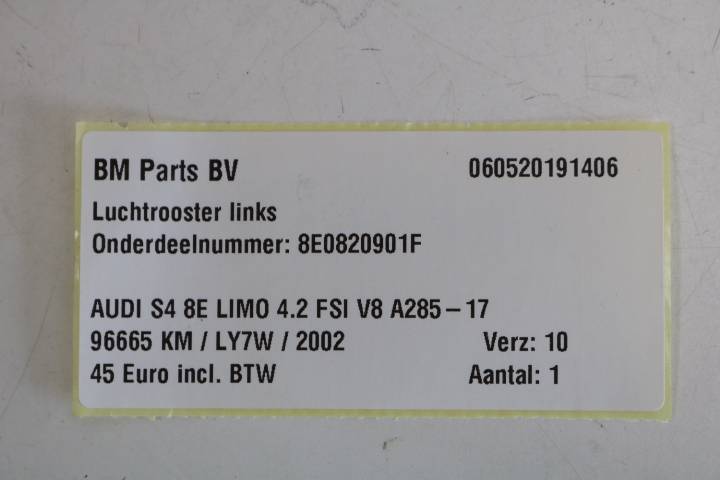 BM Parts BV 060520191406
Luchtrooster links
Onderdeelnummer: 8E0820901F
AUDI S4 8E LIMO 4.2 FSI V8 A285-17
96665 KM / LY7W / 2002 Verz: 10
45 Euro incl. BTW Aantal: 1